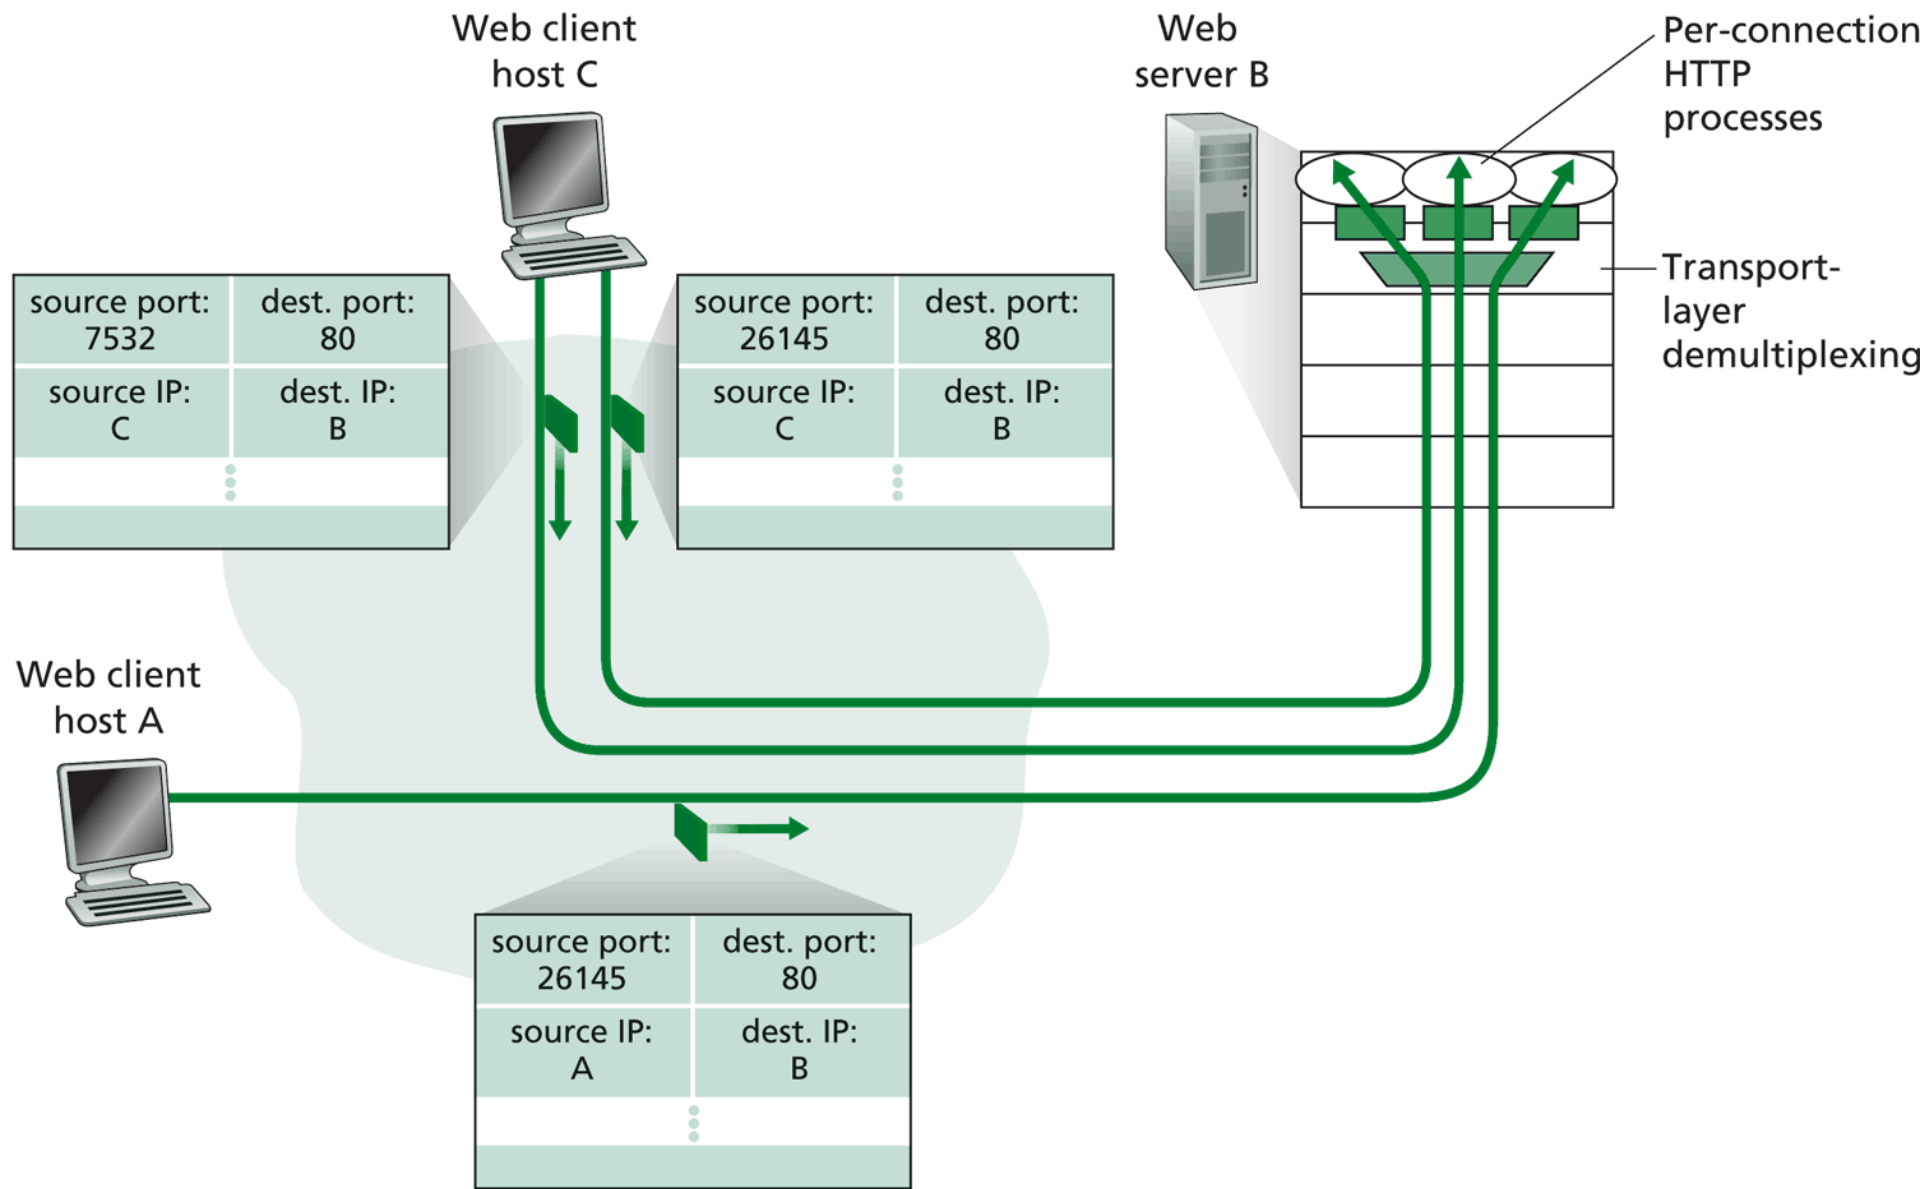 Web client
host C
Web
server B
Per-connection
HTTP
processes
Transport-
layer
demultiplexing
source port:
7532
dest. port:
80
source IP:
C
dest. IP:
B
source port:
26145
dest. port:
80
source IP:
C
dest. IP:
B
Web client
host A
source port:
26145
dest. port:
80
source IP:
A
dest. IP:
B